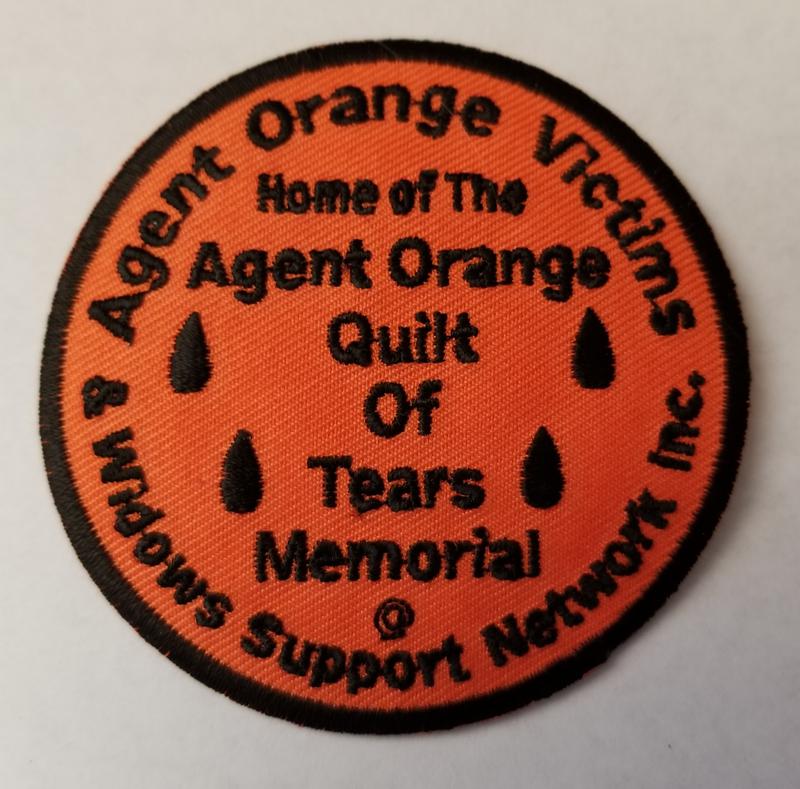 Agent Orange Victims
& Widows Support Network Inc.
Home of The
Agent Orange
Quilt
Of
Tears
Memorial
@